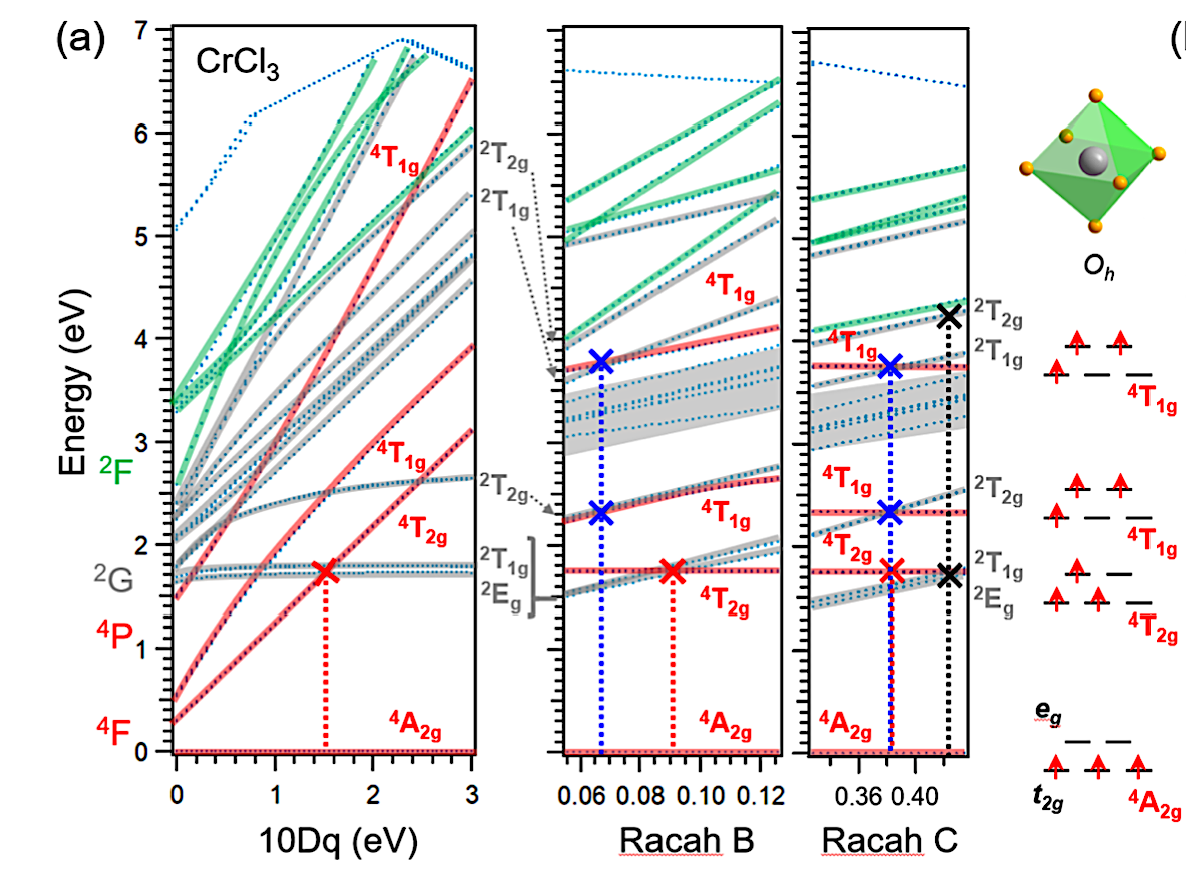 (a)
CrCl3
7
6
5
4
3
2
1
0
Energy (eV)
2F
2G
4P
4F
4T1g
4T1g
4T2g
4A2g
0 1 2 3
10Dq (eV)
2T2g
2T1g
2T2g
2T1g
2Eg
4T1g
4T1g
4T2g
4A2g
0.06 0.08 0.10 0.12
Racah B
4T1g
4T1g
4T2g
4A2g
0.36 0.40
Racah C
2T2g
2T1g
2T2g
2T1g
2Eg
(
Oh
4T1g
4T1g
4T2g
eg
t2g
4A2g